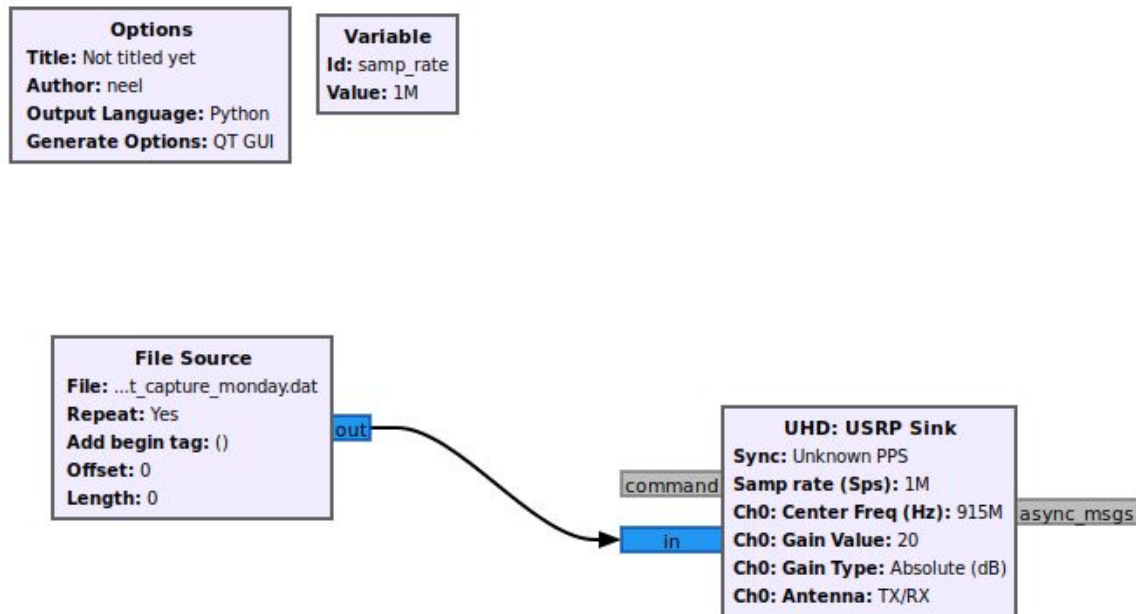 Options
Title: Not titled yet
Author: neel
Output Language: Python
Generate Options: QT GUI
Variable
Id: samp_rate
Value: 1M
File Source
File: ...t_capture_monday.dat
Repeat: Yes
Add begin tag: ()
Offset: 0
Length: 0
out
command
in
UHD: USRP Sink
Sync: Unknown PPS
Samp rate (Sps): 1M
Ch0: Center Freq (Hz): 915M
Ch0: Gain Value: 20
Ch0: Gain Type: Absolute (dB)
Ch0: Antenna: TX/RX
async_msgs